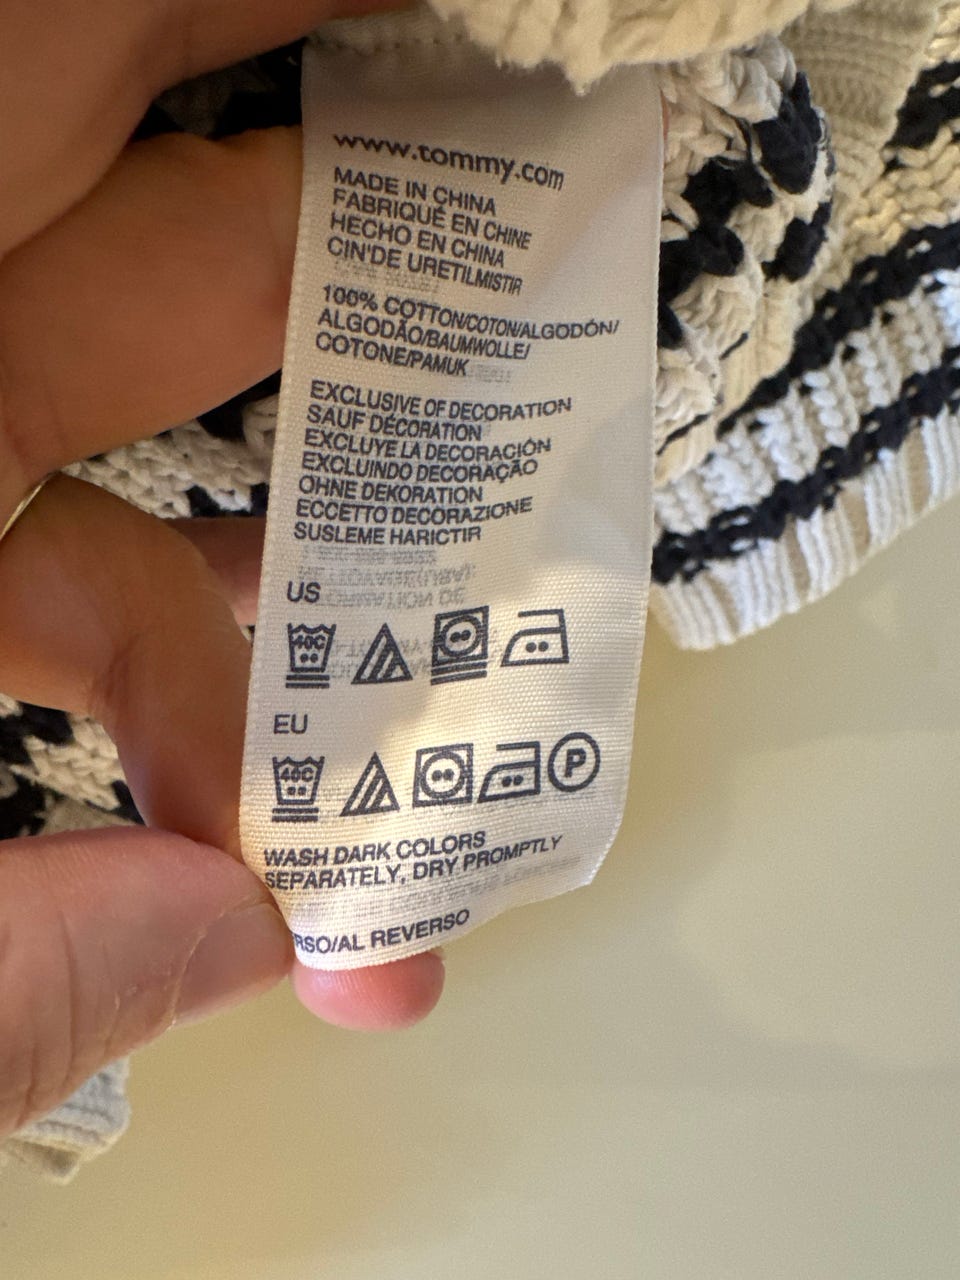 www.tommy.com
MADE IN CHINA
FABRIQUÉ EN CHINE
HECHO EN CHINA
CIN'DE URETILMISTIR
100% COTTON/COTON/ALGODÓN/
ALGODÃO/BAUMWOLLE/
COTONE/PAMUK
EXCLUSIVE OF DECORATION
SAUF DÉCORATION
EXCLUYE LA DECORACIÓN
EXCLUINDO DECORAÇÃO
OHNE DEKORATION
ECCETTO DECORAZIONE
SUSLEME HARICTIR
US
40C
EU
40C P
WASH DARK COLORS
SEPARATELY, DRY PROMPTLY
RSO/AL REVERSO